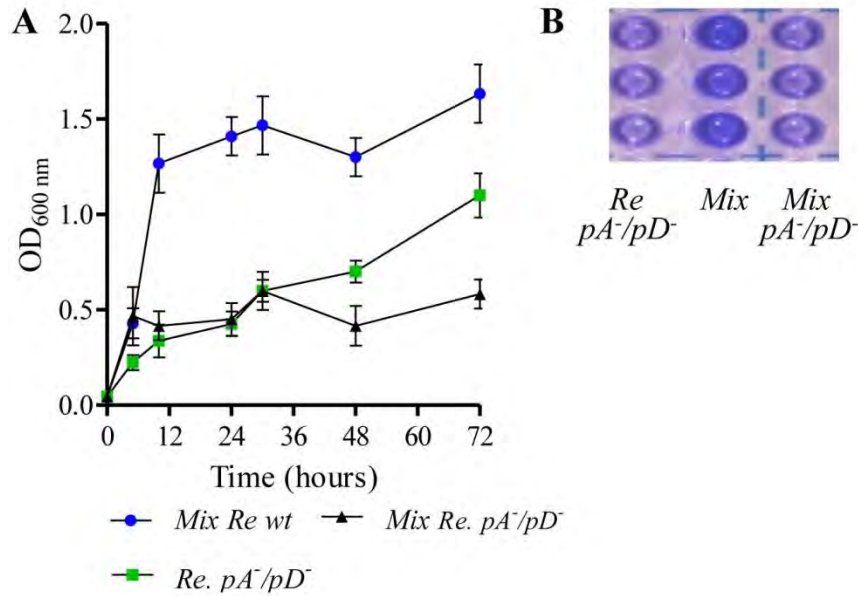 A
B
2.0
1.5
1.0
0.5
0.0
OD600 nm
0 12 24 36 48 60 72
Time (hours)
Re Mix Mix
pA-/pD- pA-/pD-
Mix Re wt Mix Re. pA-/pD-
Re. pA-/pD-